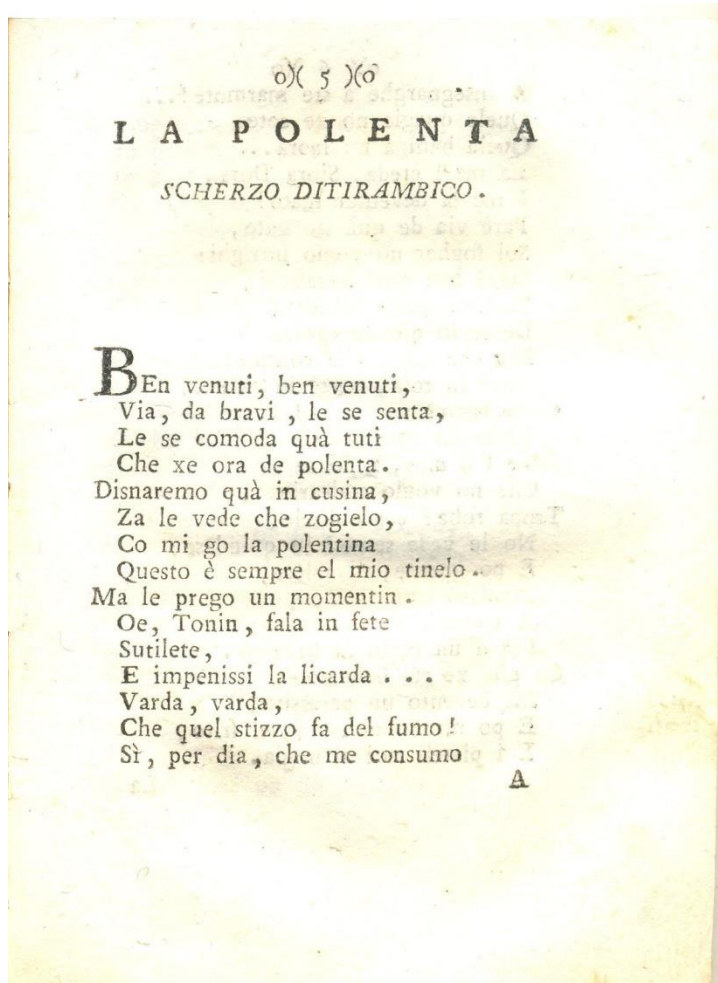 o)( 5 )(o
LA POLENTA
SCHERZO DITIRAMBICO .
BEn venuti, ben venuti,
Via, da bravi , le se senta,
Le se comoda quà tuti
Che xe ora de polenta.
Disnaremo quà in cusina,
Za le vede che zogielo,
Co mi go la polentina
Questo è sempre el mio tinelo.
Ma le prego un momentin.
Oe, Tonin, fala in fete
Sutilete,
E impenissi la licarda . . .
Varda, varda,
Che quel stizzo fa del fumo!
Sì, per dia, che me consumo
A